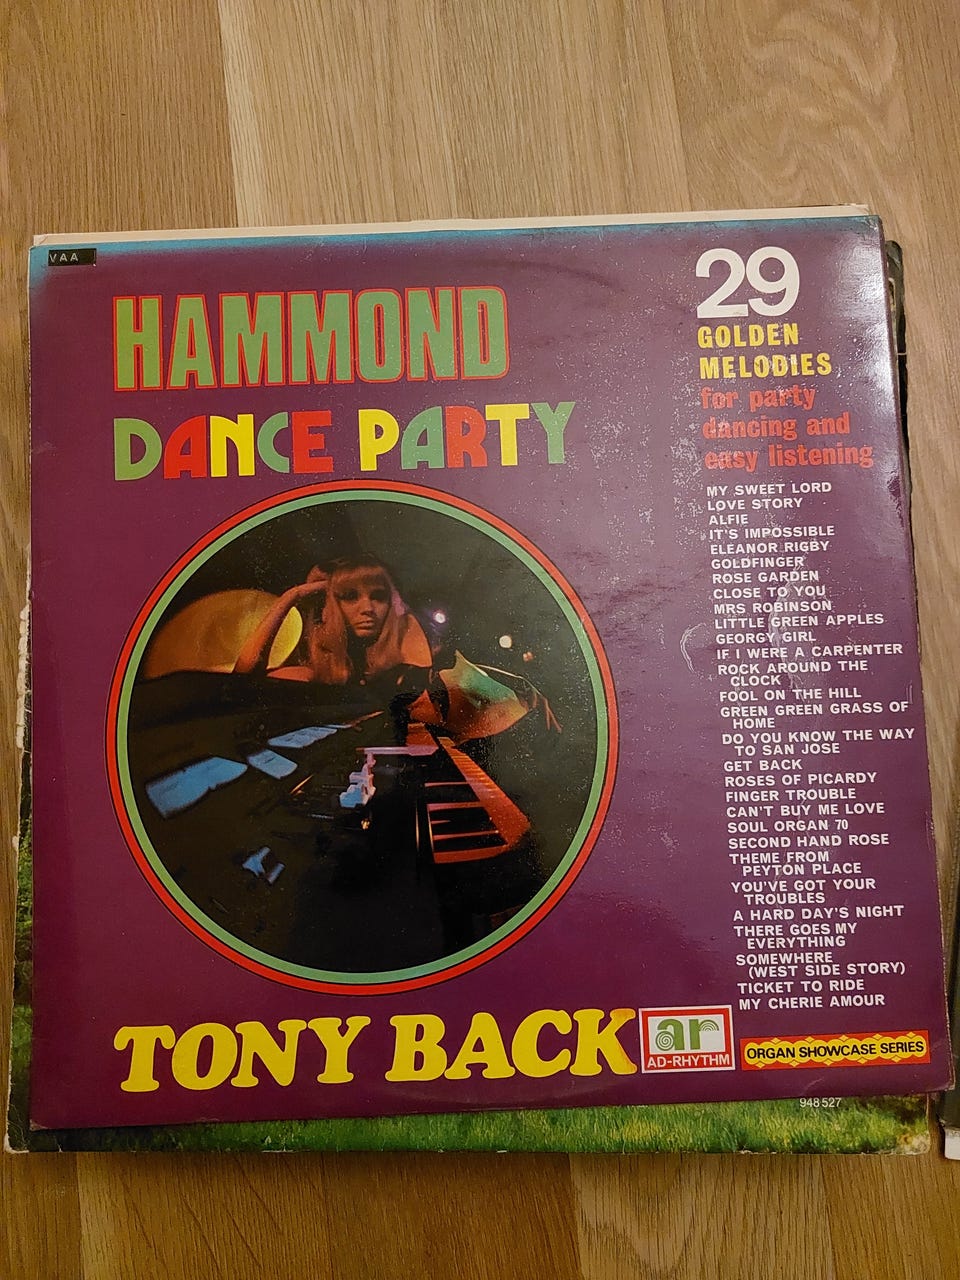 VAA
HAMMOND
DANCE PARTY
29
GOLDEN
MELODIES
for party
dancing and
easy listening
MY SWEET LORD
LOVE STORY
ALFIE
IT'S IMPOSSIBLE
ELEANOR RIGBY
GOLDFINGER
ROSE GARDEN
CLOSE TO YOU
MRS ROBINSON
LITTLE GREEN APPLES
GEORGY GIRL
IF I WERE A CARPENTER
ROCK AROUND THE
CLOCK
FOOL ON THE HILL
GREEN GREEN GRASS OF
HOME
DO YOU KNOW THE WAY
TO SAN JOSE
GET BACK
ROSES OF PICARDY
FINGER TROUBLE
CAN'T BUY ME LOVE
SOUL ORGAN 70
SECOND HAND ROSE
THEME FROM
PEYTON PLACE
YOU'VE GOT YOUR
TROUBLES
A HARD DAY'S NIGHT
THERE GOES MY
EVERYTHING
SOMEWHERE
(WEST SIDE STORY)
TICKET TO RIDE
MY CHERIE AMOUR
TONY BACK
ar
AD-RHYTHM
ORGAN SHOWCASE SERIES
948 527